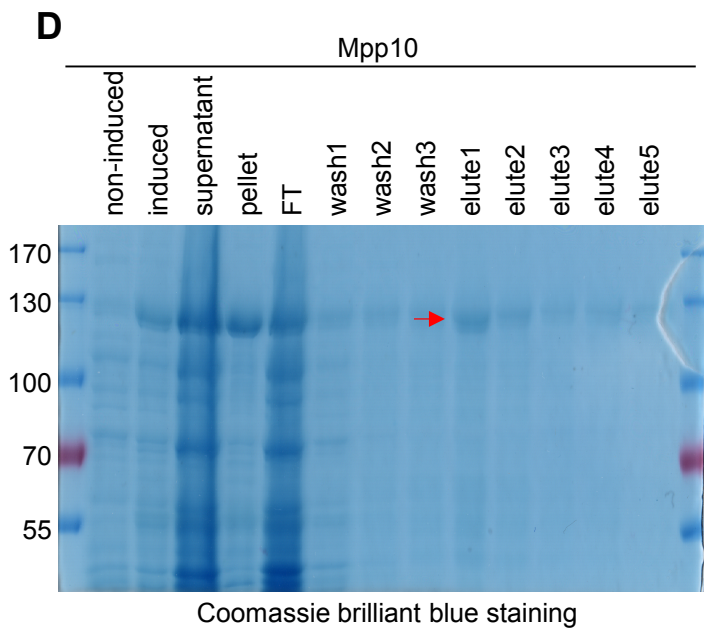 D
Mpp10
non-induced
induced
supernatant
pellet
FT
wash1
wash2
wash3
elute1
elute2
elute3
elute4
elute5
170
130
100
70
55
Coomassie brilliant blue staining